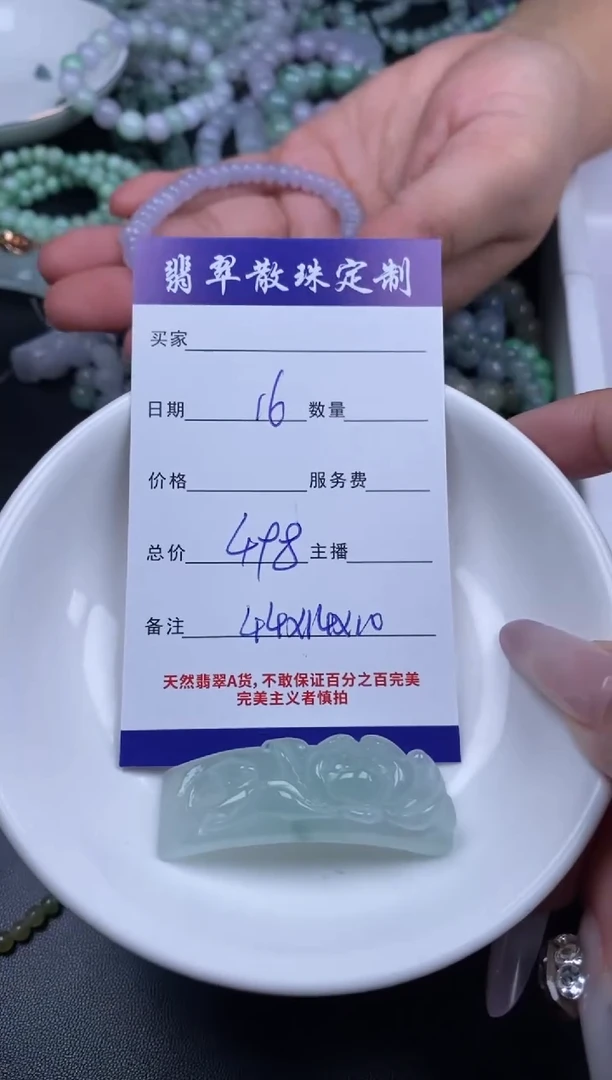 翡翠散珠定制
买家
日期 16 数量
价格 服务费
总价 498 主播
备注 44x14x10
天然翡翠A货,不敢保证百分之百完美
完美主义者慎拍